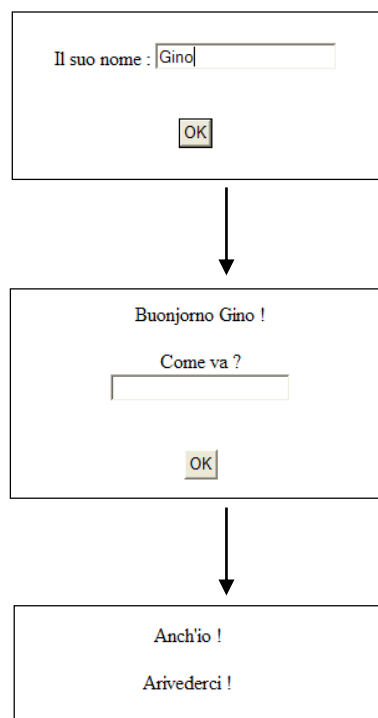 Il suo nome : Gino
OK
Buonjorno Gino !
Come va ?
OK
Anch'io !
Arivederci !